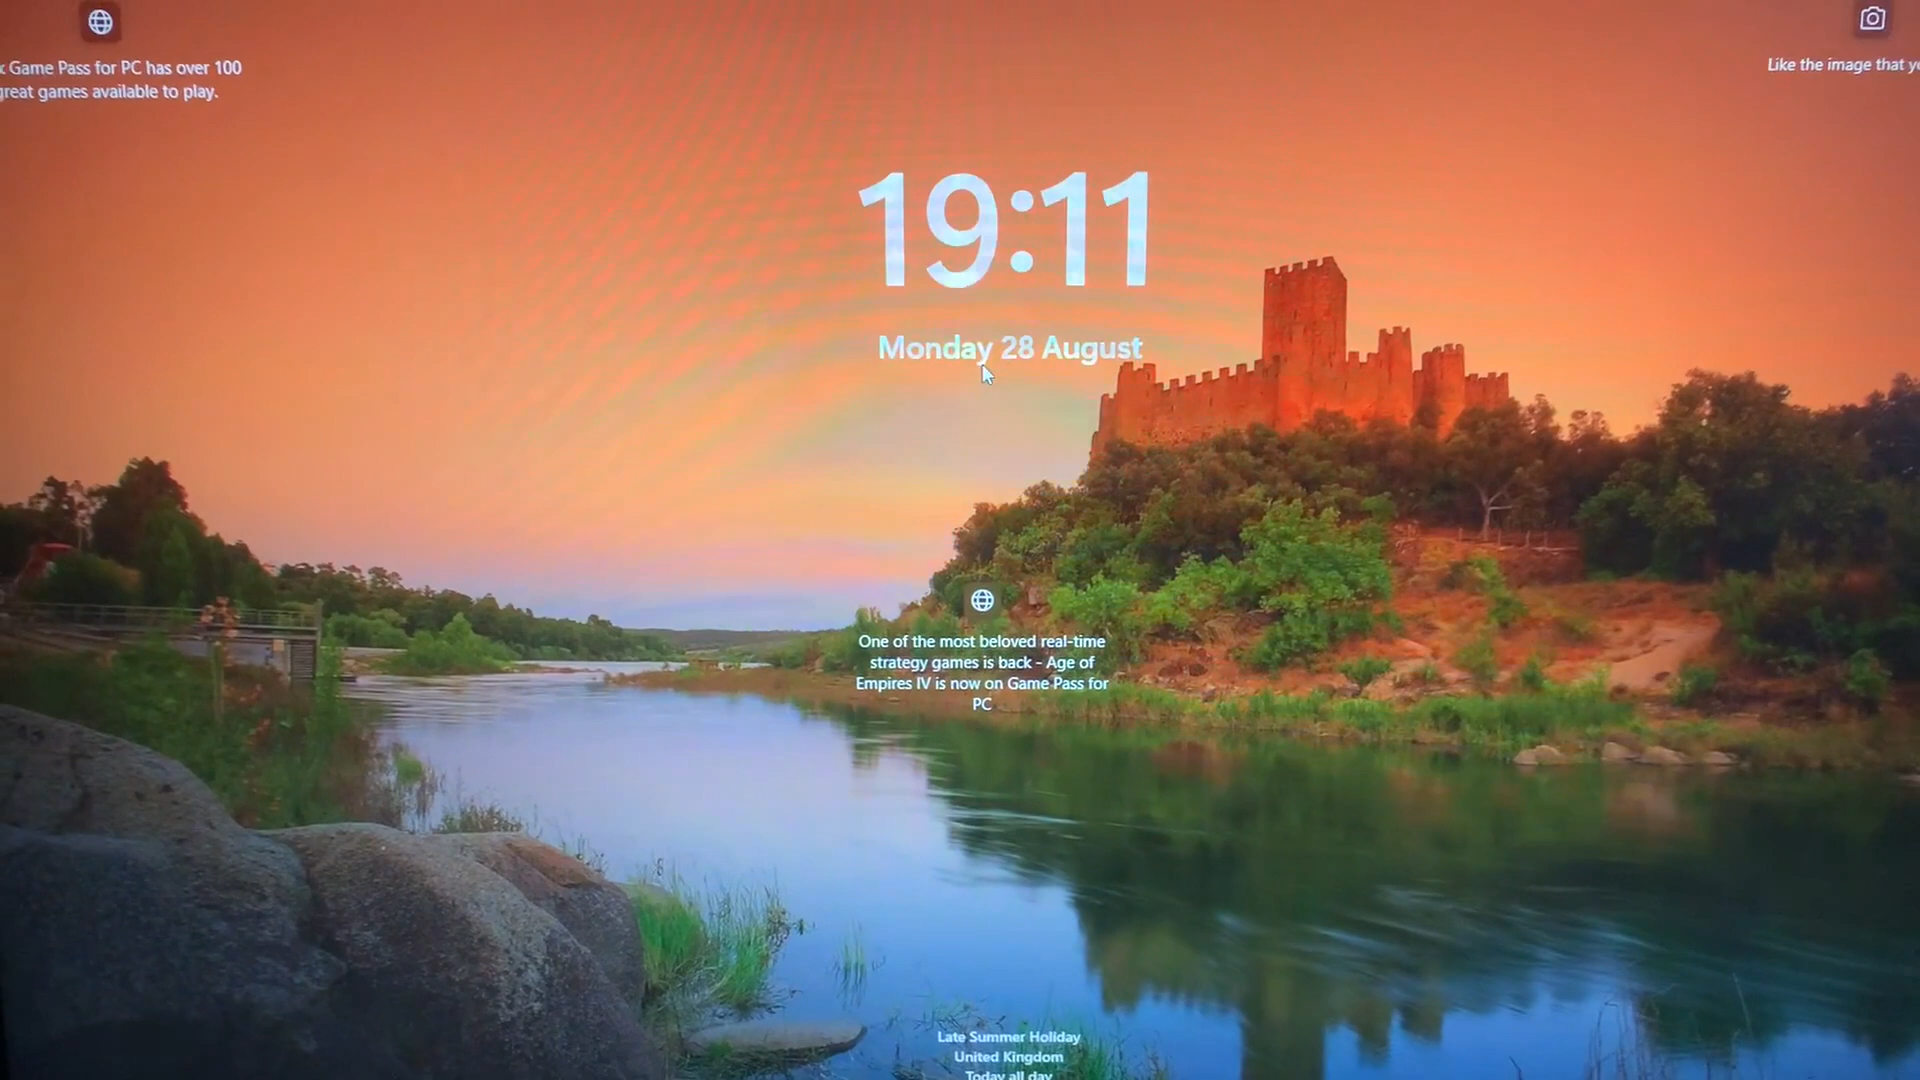 Game Pass for PC has over 100
great games available to play.
Like the image that
19:11
Monday 28 August
One of the most beloved real-time
strategy games is back - Age of
Empires IV is now on Game Pass for
PC
Late Summer Holiday
United Kingdom
Today all day